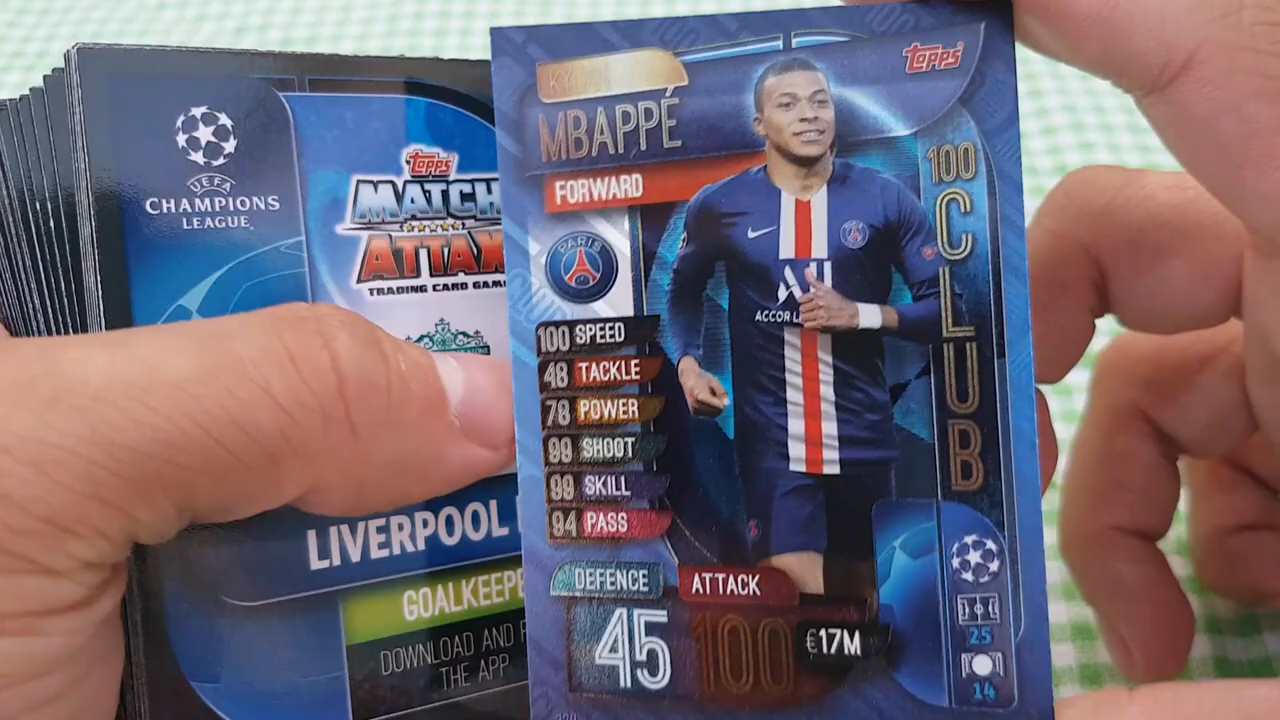 UEFA
CHAMPIONS
LEAGUE
Topps
MATCH
ATTAX
TRADING CARD GAME
LIVERPOOL
GOALKEEPE
DOWNLOAD AND
THE APP
Topps
MBAPPÉ
FORWARD
PARIS
100 SPEED
48 TACKLE
78 POWER
99 SHOOT
99 SKILL
94 PASS
DEFENCE
45
ATTACK
100
€17M
100
CLUB
ACCOR L
25
14